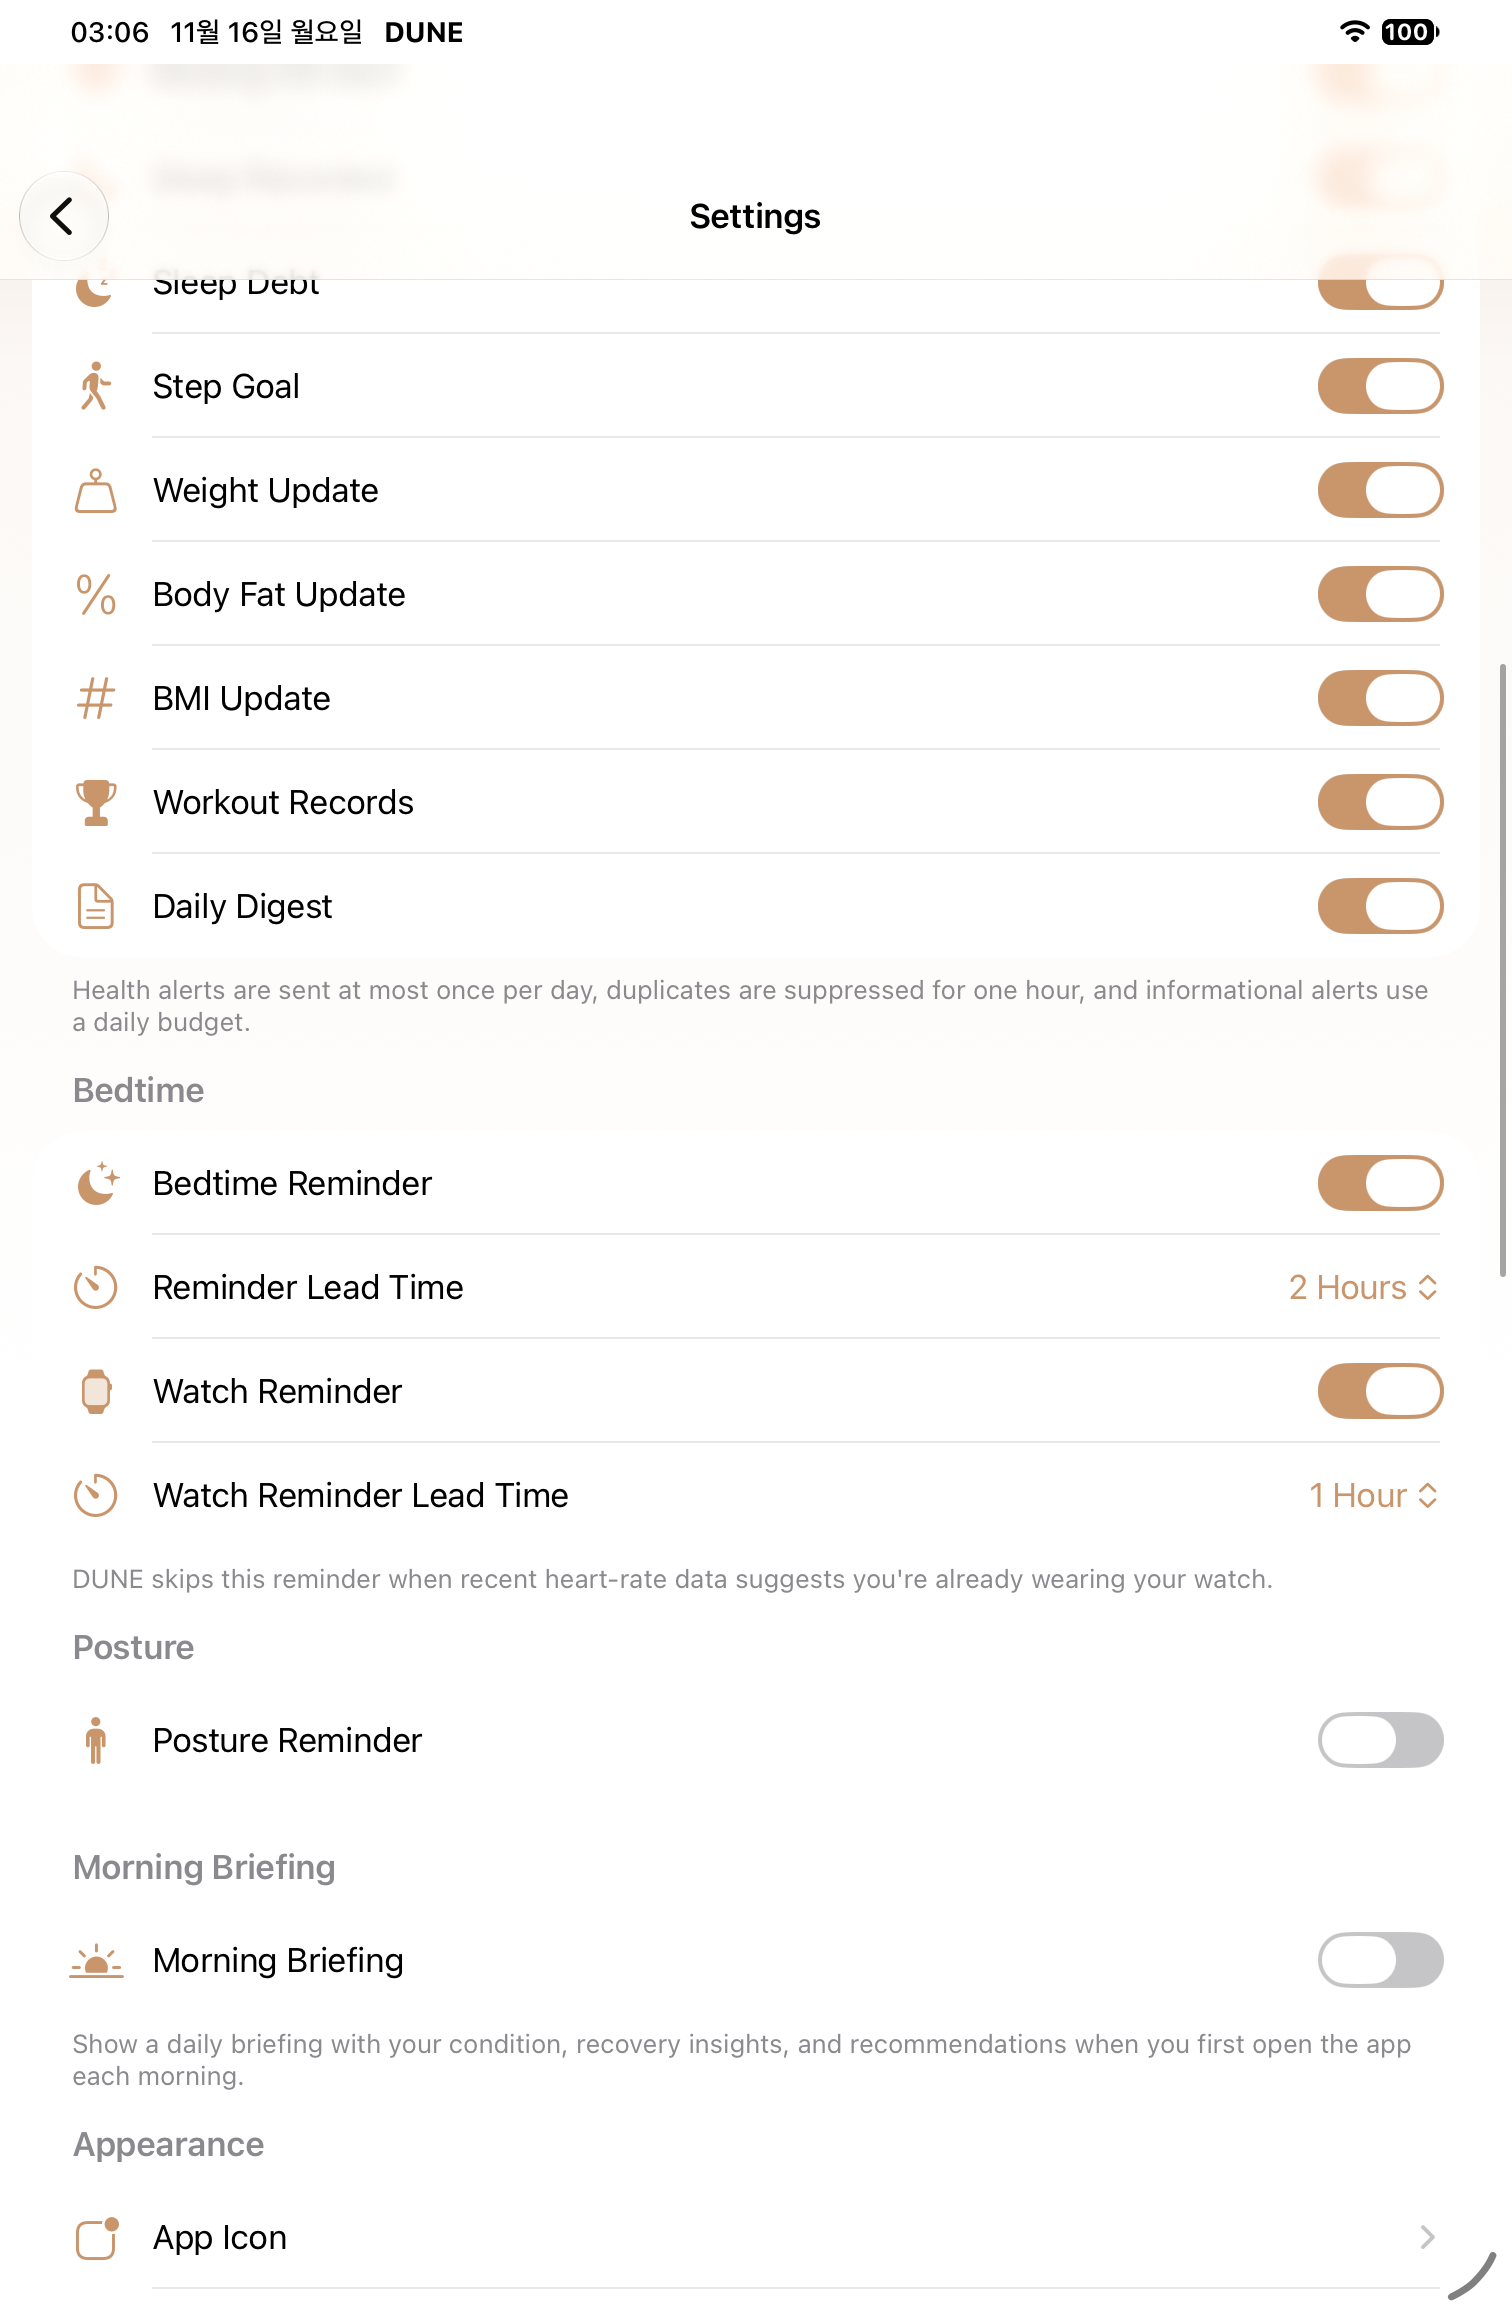 03:06 11월 16일 월요일 DUNE
100
Settings
Sleep Debt
Step Goal
Weight Update
Body Fat Update
BMI Update
Workout Records
Daily Digest
Health alerts are sent at most once per day, duplicates are suppressed for one hour, and informational alerts use
a daily budget.
Bedtime
Bedtime Reminder
Reminder Lead Time 2 Hours
Watch Reminder
Watch Reminder Lead Time 1 Hour
DUNE skips this reminder when recent heart-rate data suggests you're already wearing your watch.
Posture
Posture Reminder
Morning Briefing
Morning Briefing
Show a daily briefing with your condition, recovery insights, and recommendations when you first open the app
each morning.
Appearance
App Icon